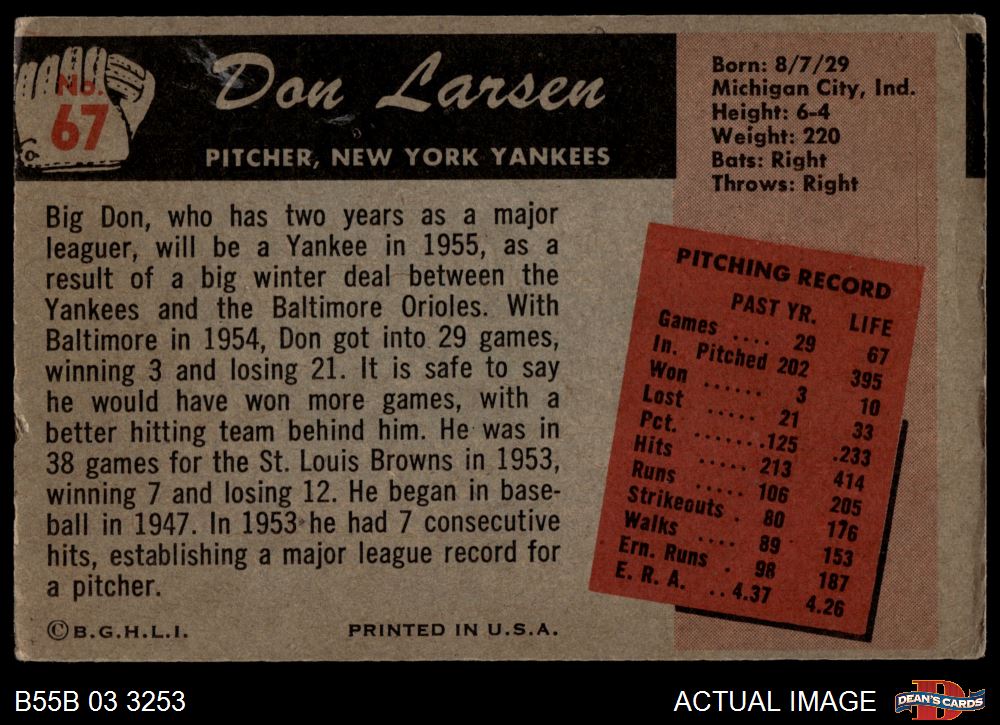 No.
67
Don Larsen
PITCHER, NEW YORK YANKEES
Born: 8/7/29
Michigan City, Ind.
Height: 6-4
Weight: 220
Bats: Right
Throws: Right
Big Don, who has two years as a major
leaguer, will be a Yankee in 1955, as a
result of a big winter deal between the
Yankees and the Baltimore Orioles. With
Baltimore in 1954, Don got into 29 games,
winning 3 and losing 21. It is safe to say
he would have won more games, with a
better hitting team behind him. He was in
38 games for the St. Louis Browns in 1953,
winning 7 and losing 12. He began in base-
ball in 1947. In 1953 he had 7 consecutive
hits, establishing a major league record for
a pitcher.
PITCHING RECORD
PAST YR. LIFE
Games .... 29 67
In. Pitched 202 395
Won ...... 3 10
Lost ..... 21 33
Pct. .......125 .233
Hits ..... 213 414
Runs ..... 106 205
Strikeouts . 80 176
Walks .... 89 153
Ern. Runs . 98 187
E. R. A. .. 4.37 4.26
©B.G.H.L.I. PRINTED IN U.S.A.
B55B 03 3253
ACTUAL IMAGE
D
DEAN'S CARDS